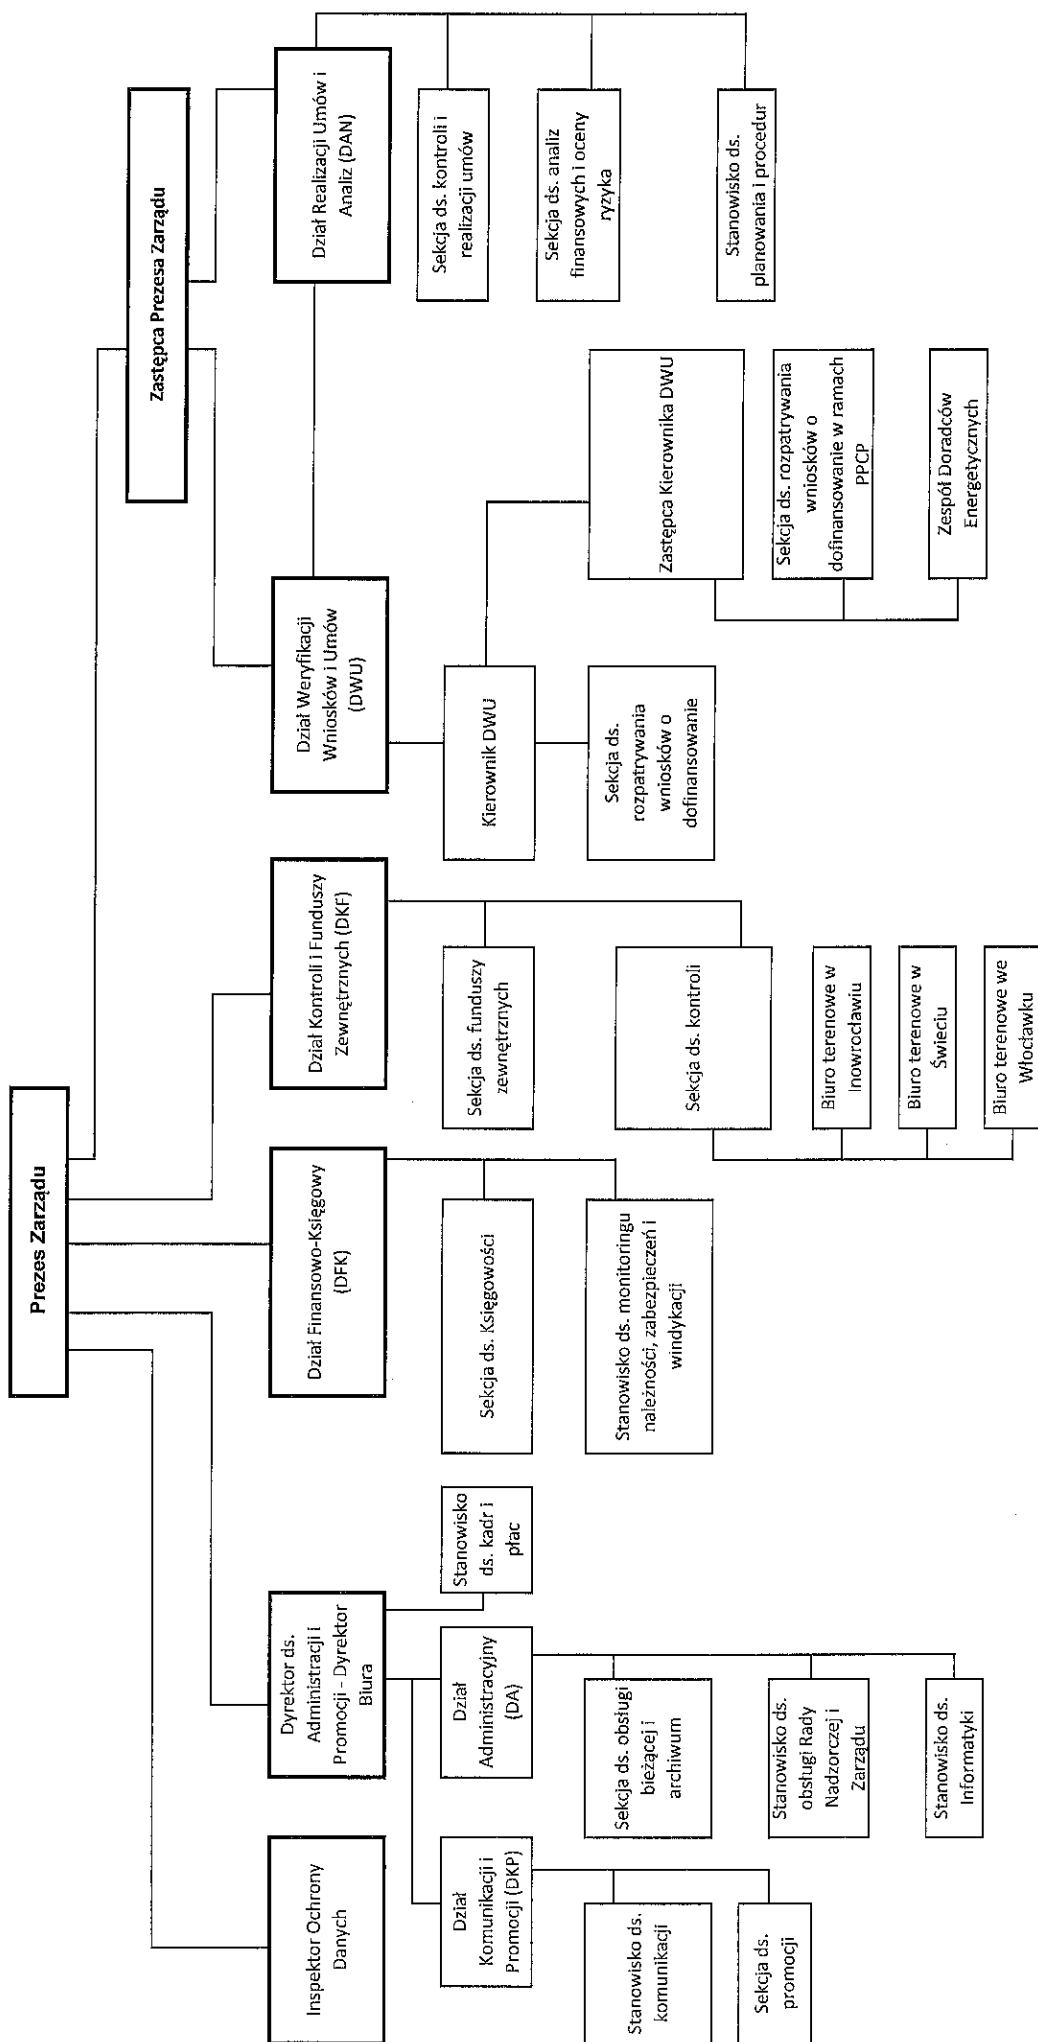 Prezes Zarządu
Zastępca Prezesa Zarządu
Inspektor Ochrony
Danych
Dyrektor ds.
Administracji i
Promocji - Dyrektor
Biura
Dział Finansowo-Księgowy
(DFK)
Dział Kontroli i Funduszy
Zewnętrznych (DKF)
Dział Weryfikacji
Wniosków i Umów
(DWU)
Dział Realizacji Umów i
Analiz (DAN)
Dział
Komunikacji i
Promocji (DKP)
Dział
Administracyjny
(DA)
Stanowisko
ds. kadr i
płac
Sekcja ds. Księgowości
Sekcja ds. funduszy
zewnętrznych
Kierownik DWU
Sekcja ds. kontroli i
realizacji umów
Stanowisko ds.
komunikacji
Sekcja ds. obsługi
bieżącej i
archiwum
Stanowisko ds. monitoringu
należności, zabezpieczeń i
windykacji
Sekcja ds. kontroli
Sekcja ds.
rozpatrywania
wniosków o
dofinansowanie
Zastępca Kierownika DWU
Sekcja ds. analiz
finansowych i oceny
ryzyka
Sekcja ds.
promocji
Stanowisko ds.
obsługi Rady
Nadzorczej i
Zarządu
Biuro terenowe w
Inowrocławiu
Sekcja ds. rozpatrywania
wniosków o
dofinansowanie w ramach
PPCP
Stanowisko ds.
planowania i procedur
Stanowisko ds.
Informatyki
Biuro terenowe w
Świeciu
Zespół Doradców
Energetycznych
Biuro terenowe we
Włocławku